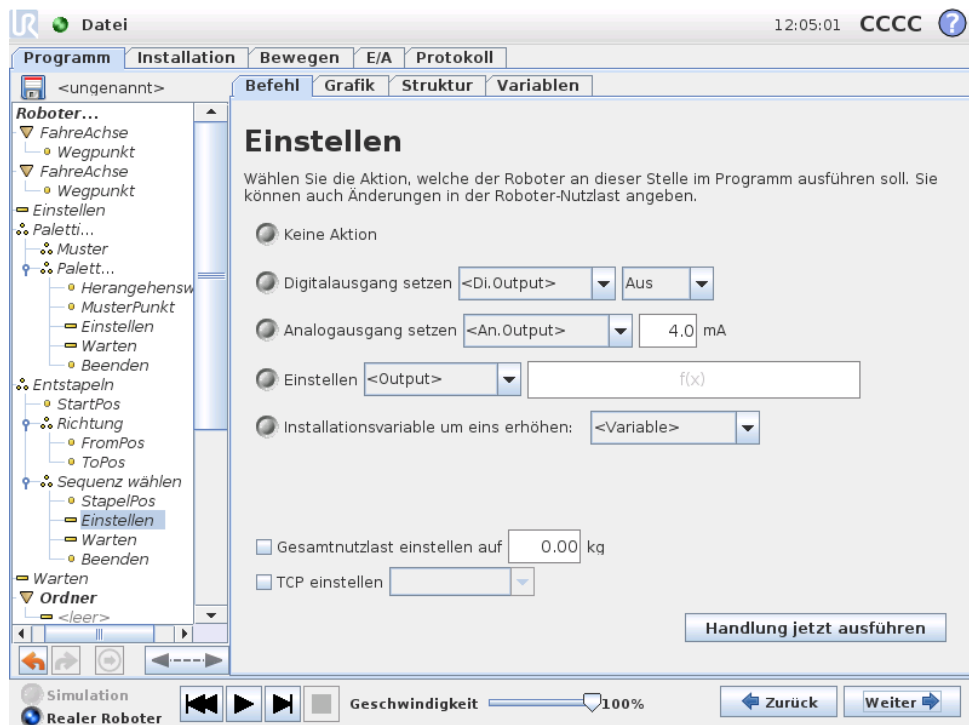 UR Datei 12:05:01 CCCC ?
Programm Installation Bewegen E/A Protokoll
<ungenannt>
Befehl Grafik Struktur Variablen
Roboter...
FahreAchse
Wegpunkt
FahreAchse
Wegpunkt
Einstellen
Paletti...
Muster
Palett...
Herangehensw
MusterPunkt
Einstellen
Warten
Beenden
Entstapeln
StartPos
Richtung
FromPos
ToPos
Sequenz wählen
StapelPos
Einstellen
Warten
Beenden
Warten
Ordner
<leer>
Einstellen
Wählen Sie die Aktion, welche der Roboter an dieser Stelle im Programm ausführen soll. Sie
können auch Änderungen in der Roboter-Nutzlast angeben.
Keine Aktion
Digitalausgang setzen <Di.Output> Aus
Analogausgang setzen <An.Output> 4.0 mA
Einstellen <Output> f(x)
Installationsvariable um eins erhöhen: <Variable>
Gesamtnutzlast einstellen auf 0.00 kg
TCP einstellen
Handlung jetzt ausführen
Simulation
Realer Roboter
Geschwindigkeit 100%
Zurück Weiter